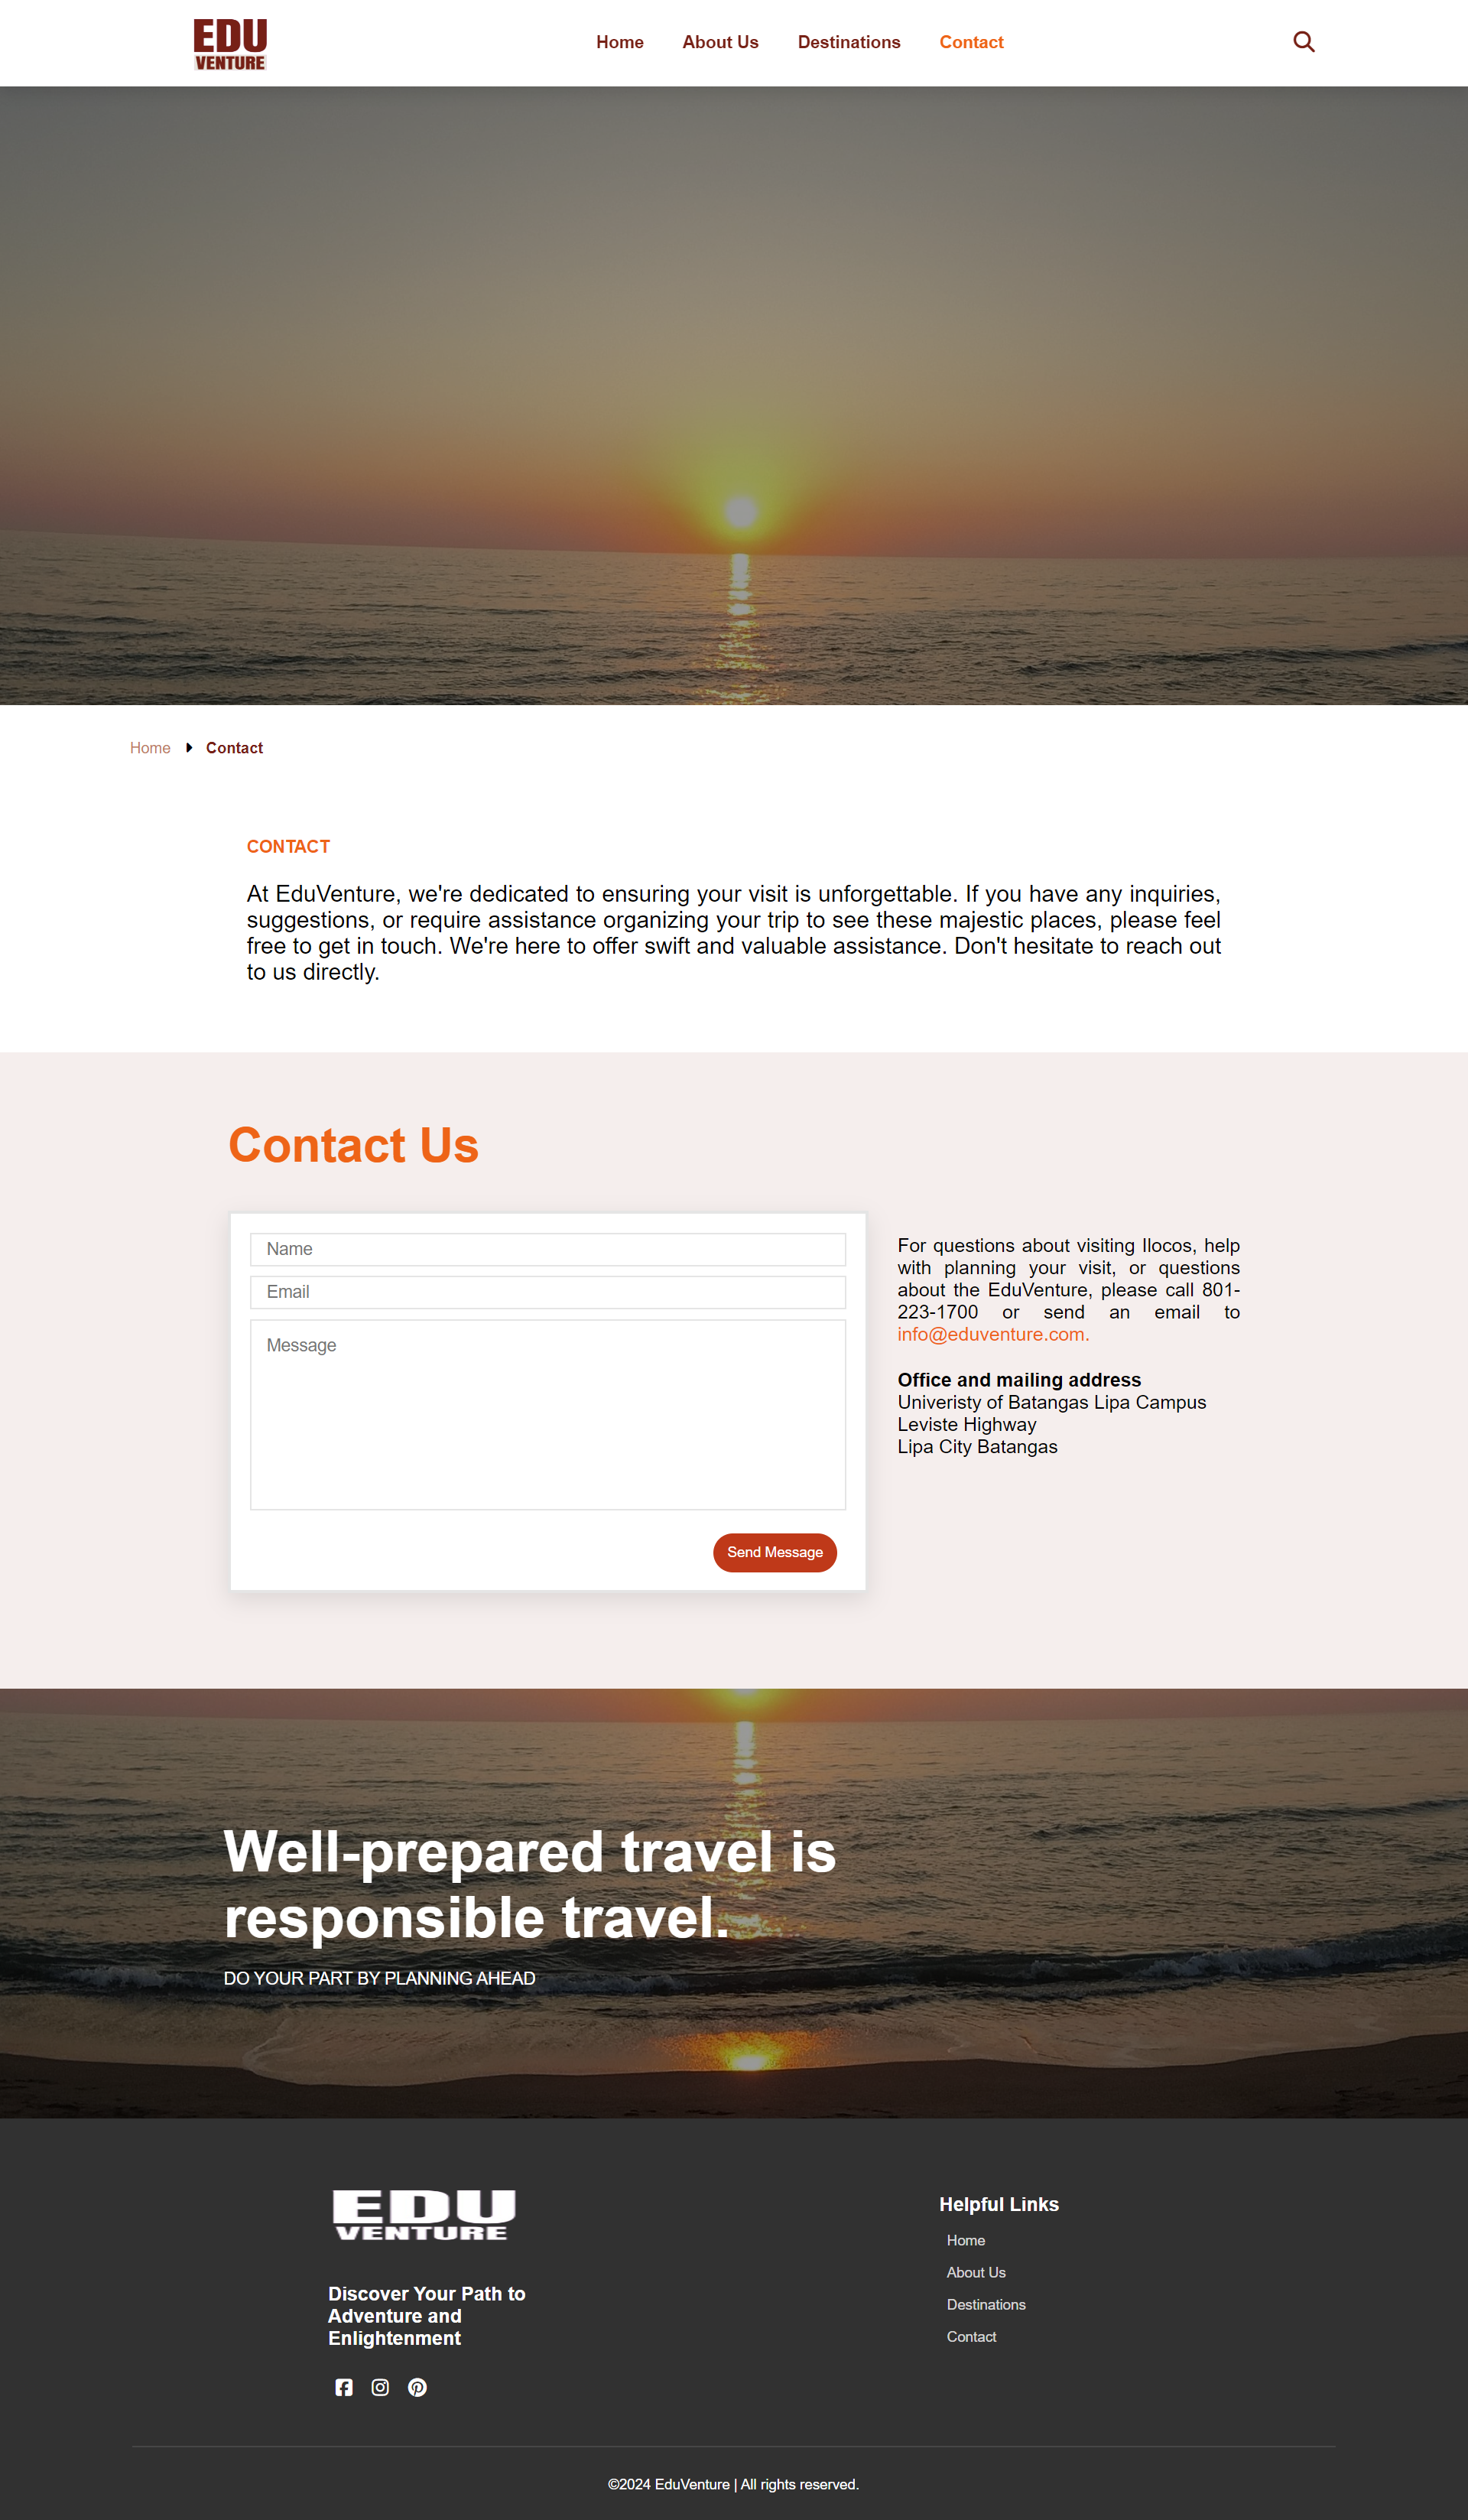 EDU
VENTURE
Home About Us Destinations Contact
Home Contact
CONTACT
At EduVenture, we're dedicated to ensuring your visit is unforgettable. If you have any inquiries,
suggestions, or require assistance organizing your trip to see these majestic places, please feel
free to get in touch. We're here to offer swift and valuable assistance. Don't hesitate to reach out
to us directly.
Contact Us
Name
Email
Message
Send Message
For questions about visiting Ilocos, help
with planning your visit, or questions
about the EduVenture, please call 801-
223-1700 or send an email to
info@eduventure.com.
Office and mailing address
Univeristy of Batangas Lipa Campus
Leviste Highway
Lipa City Batangas
Well-prepared travel is
responsible travel.
DO YOUR PART BY PLANNING AHEAD
EDU
VENTURE
Discover Your Path to
Adventure and
Enlightenment
Helpful Links
Home
About Us
Destinations
Contact
©2024 EduVenture | All rights reserved.